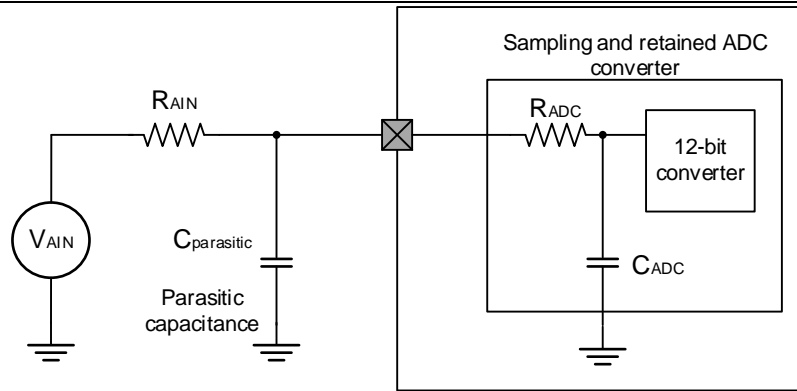 Sampling and retained ADC
converter
RAIN
RADC
12-bit
converter
VAIN
Cparasitic
CADC
Parasitic
capacitance